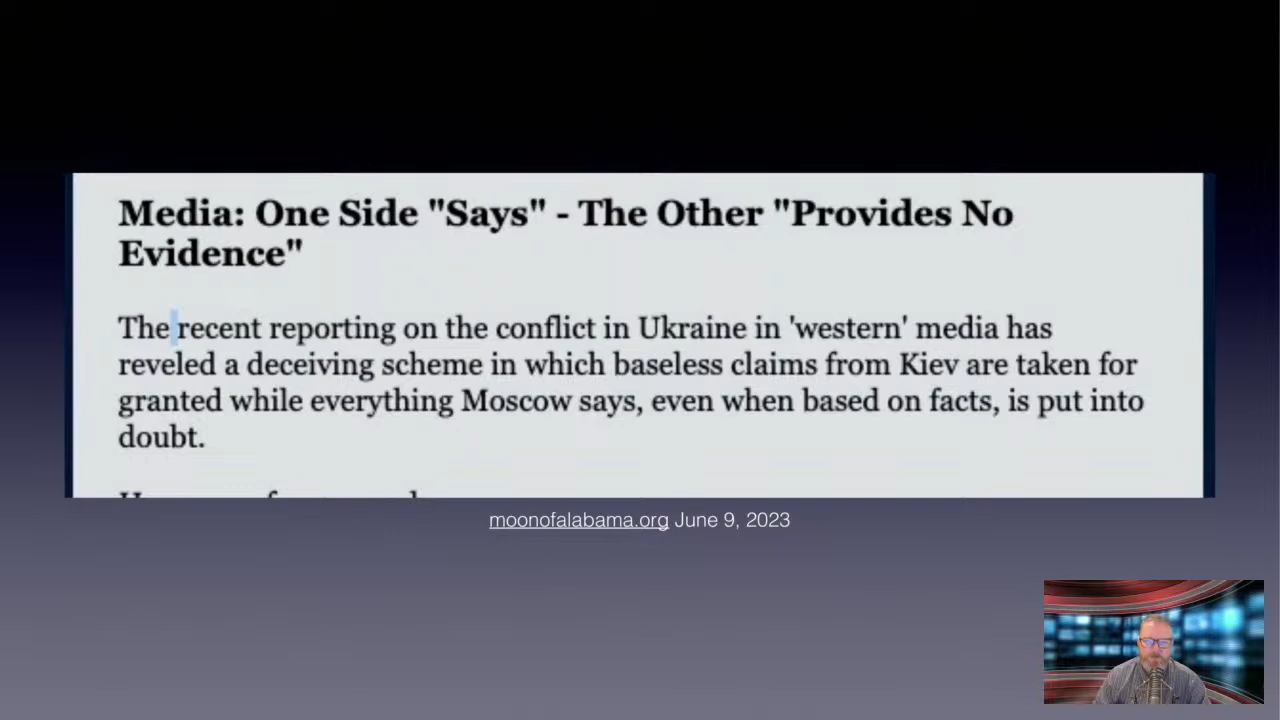 Media: One Side "Says" - The Other "Provides No
Evidence"
The recent reporting on the conflict in Ukraine in 'western' media has
reveled a deceiving scheme in which baseless claims from Kiev are taken for
granted while everything Moscow says, even when based on facts, is put into
doubt.
moonofalabama.org June 9, 2023